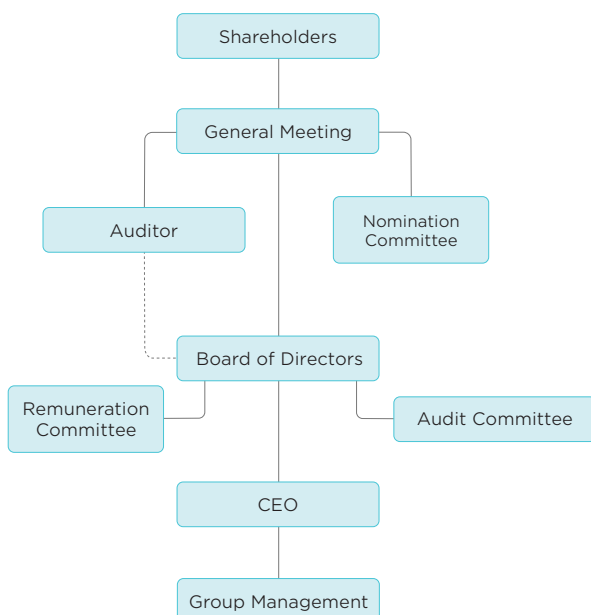 Shareholders
General Meeting
Auditor
Nomination
Committee
Board of Directors
Remuneration
Committee
Audit Committee
CEO
Group Management